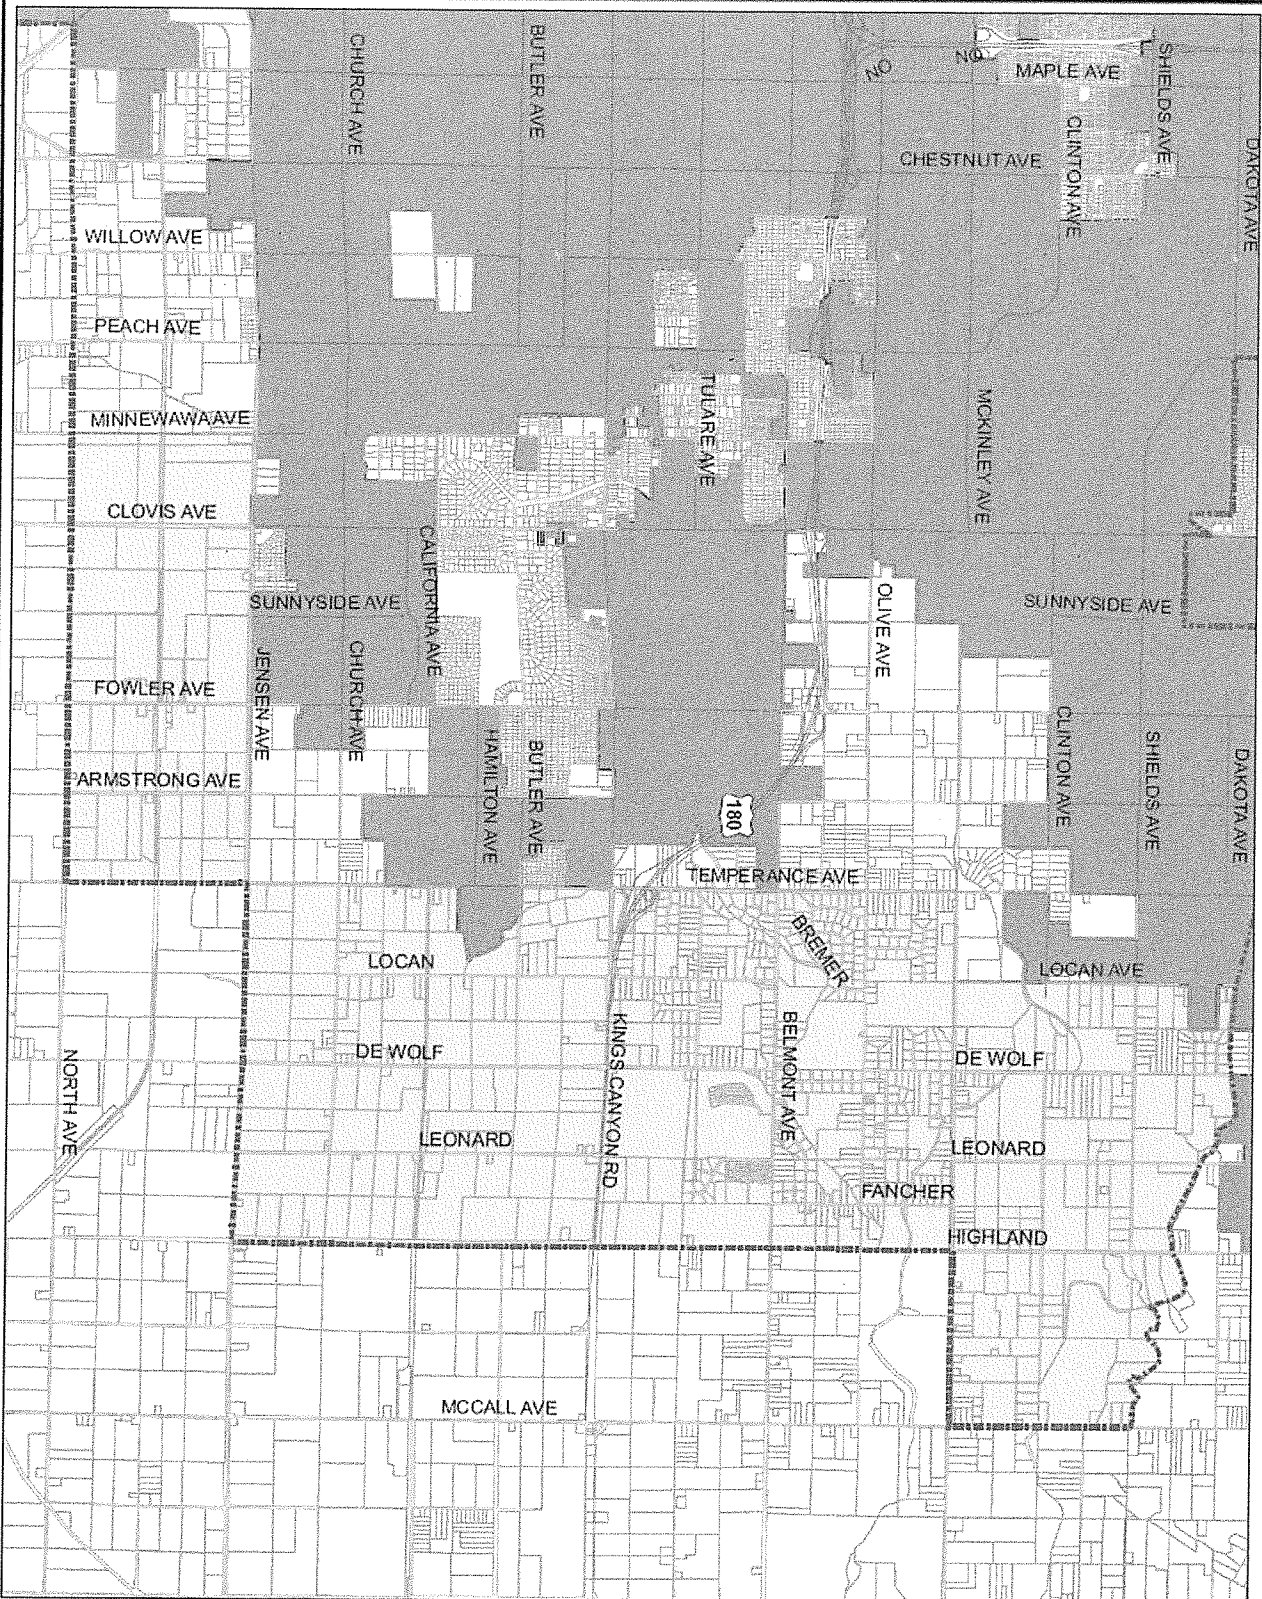 CHURCH AVE
BUTLER AVE
NO
NO
MAPLE AVE
SHIELDS AVE
CLINTON AVE
CHESTNUT AVE
DAKOTA AVE
WILLOW AVE
PEACH AVE
MINNEWAWA AVE
TULARE AVE
MCKINLEY AVE
CLOVIS AVE
CALIFORNIA AVE
SUNNYSIDE AVE
OLIVE AVE
SUNNYSIDE AVE
FOWLER AVE
JENSEN AVE
CHURCH AVE
ARMSTRONG AVE
HAMILTON AVE
BUTLER AVE
180
CLINTON AVE
SHIELDS AVE
DAKOTA AVE
TEMPERANCE AVE
LOCAN
BREMER
LOCAN AVE
NORTH AVE
DE WOLF
KINGS CANYON RD
BELMONT AVE
DE WOLF
LEONARD
LEONARD
FANCHER
HIGHLAND
MCCALL AVE